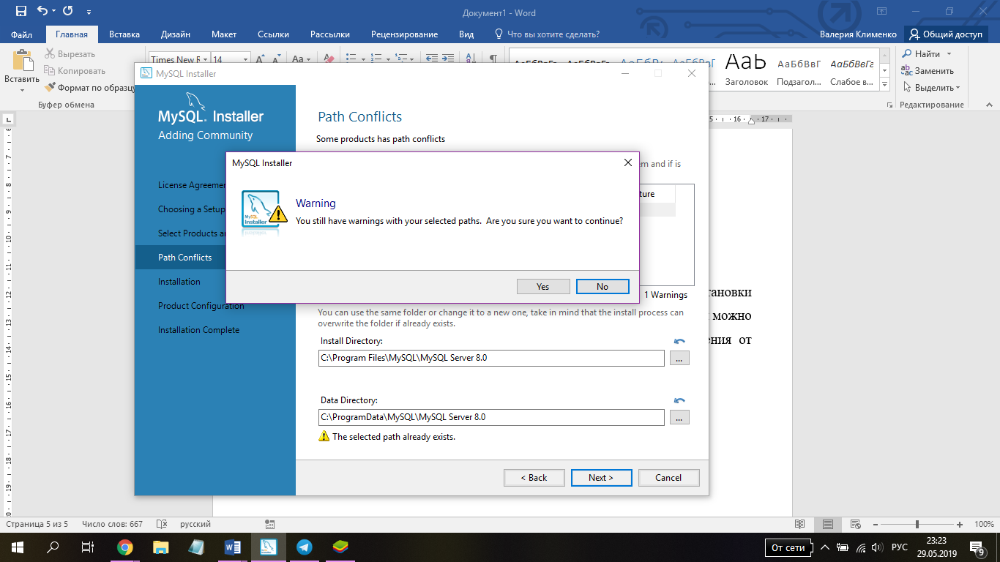 Документ1 - Word
Файл
Главная
Вставка
Дизайн
Макет
Ссылки
Рассылки
Рецензирование
Вид
Что вы хотите сделать?
Валерия Клименко
Общий доступ
Вставить
Вырезать
Копировать
Формат по образцу
Буфер обмена
Times New R
14
Aa
АаБбВвГ
АаБбВвГг
Заголовок
Подзагол...
Слабое в...
Найти
Заменить
Выделить
Редактирование
MySQL Installer
MySQL. Installer
Adding Community
License Agreemen
Choosing a Setup
Select Products an
Path Conflicts
Installation
Product Configuration
Installation Complete
Path Conflicts
Some products has path conflicts
em and if is
ture
MySQL Installer
Warning
You still have warnings with your selected paths. Are you sure you want to continue?
Yes
No
1 Warnings
You can use the same folder or change it to a new one, take in mind that the install process can
overwrite the folder if already exists.
Install Directory:
C:\Program Files\MySQL\MySQL Server 8.0
...
Data Directory:
C:\ProgramData\MySQL\MySQL Server 8.0
...
The selected path already exists.
< Back
Next >
Cancel
тановки
можно
ения от
Страница 5 из 5
Число слов: 667
русский
100%
От сети
РУС
23:23
29.05.2019
9